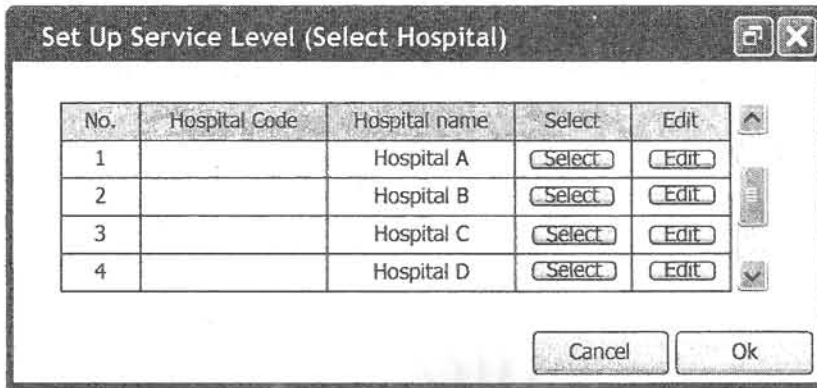 Set Up Service Level (Select Hospital)
No. Hospital Code Hospital name Select Edit
1 Hospital A Select Edit
2 Hospital B Select Edit
3 Hospital C Select Edit
4 Hospital D Select Edit
Cancel Ok